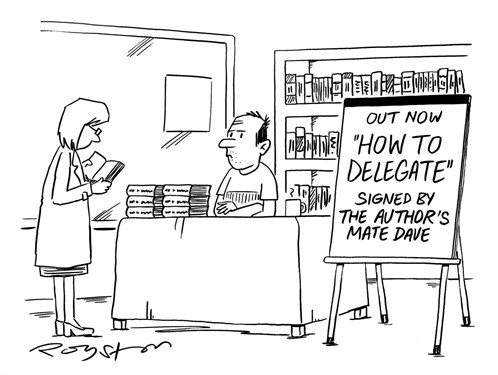 OUT NOW
"HOW TO
DELEGATE"
SIGNED BY
THE AUTHOR'S
MATE DAVE
ROYSTON